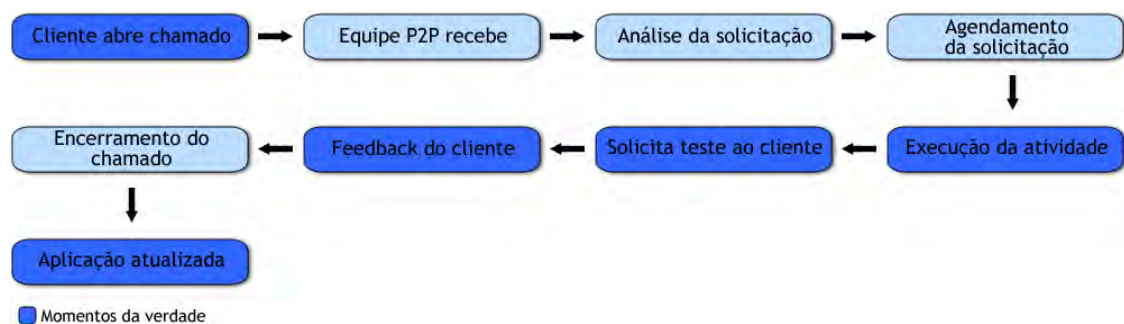 Cliente abre chamado
Equipe P2P recebe
Análise da solicitação
Agendamento
da solicitação
Execução da atividade
Solicita teste ao cliente
Feedback do cliente
Encerramento do
chamado
Aplicação atualizada
Momentos da verdade